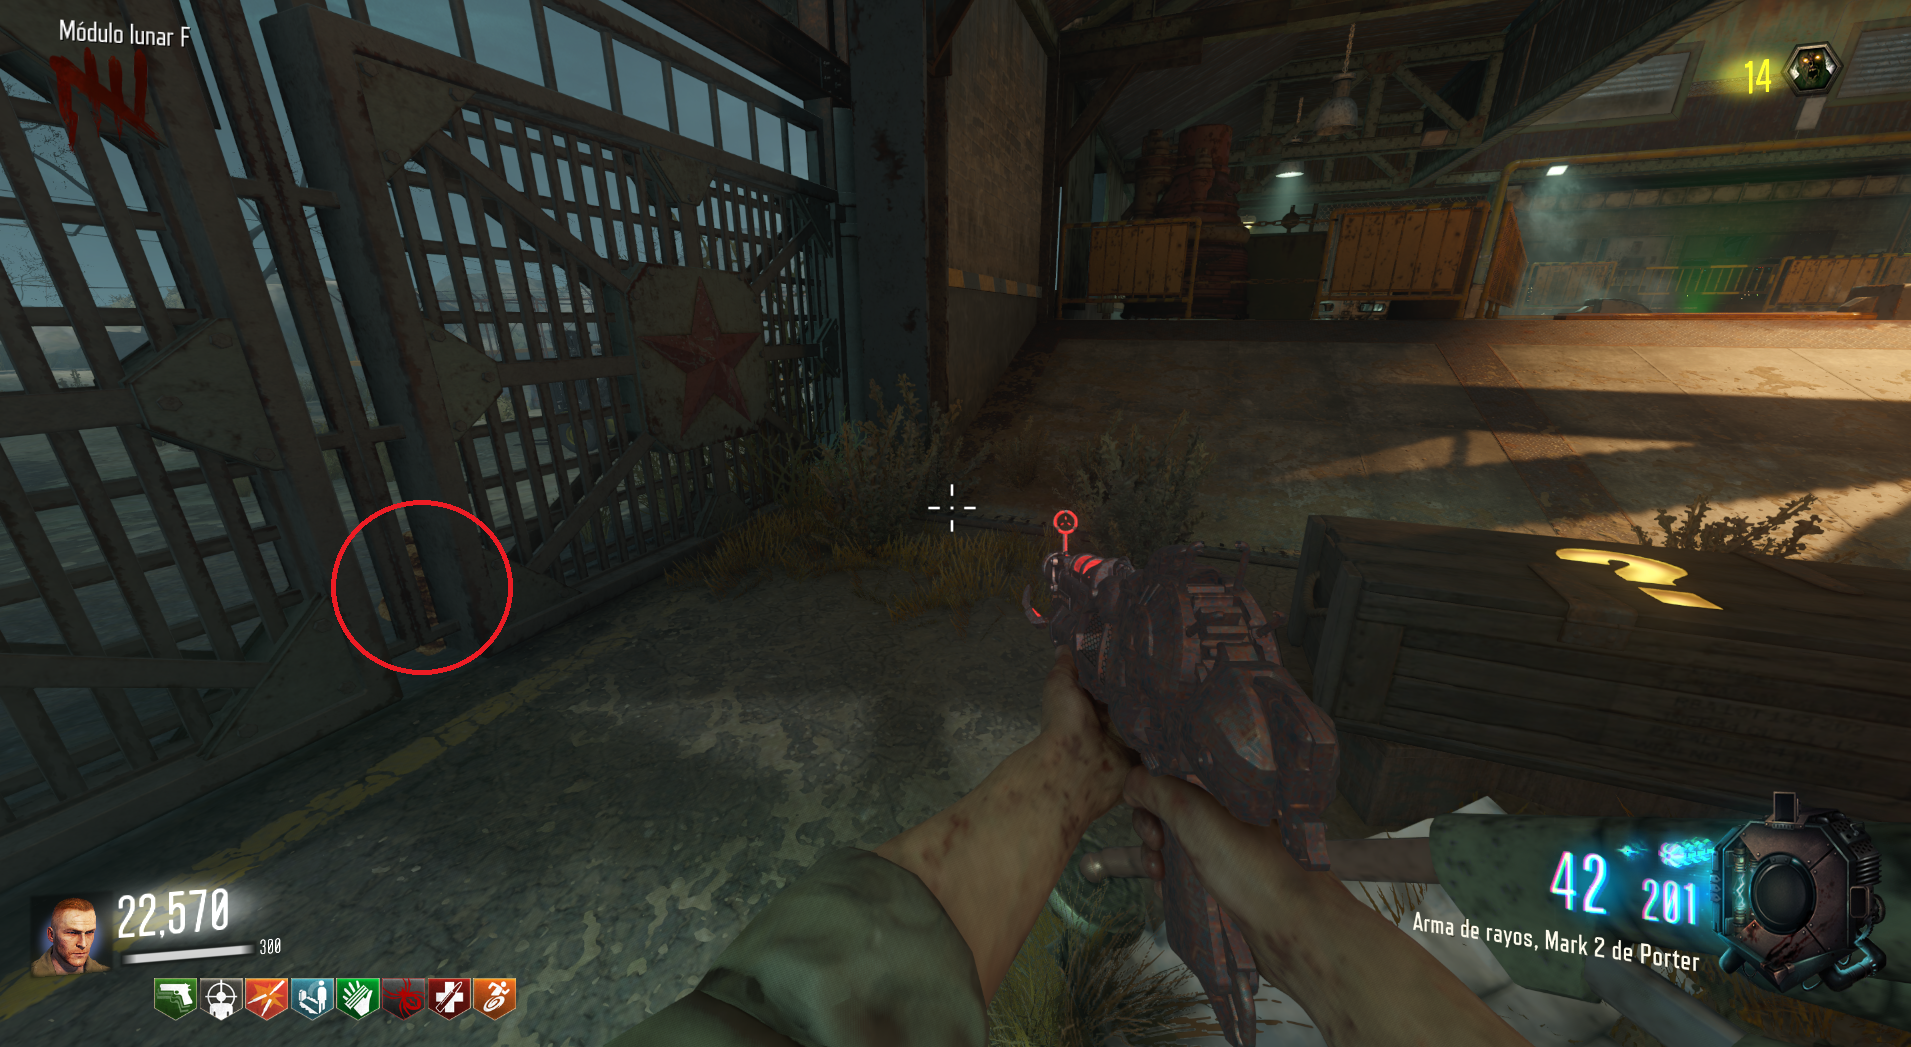 Módulo lunar F
14
?
22,570
300
42 201
Arma de rayos, Mark 2 de Porter